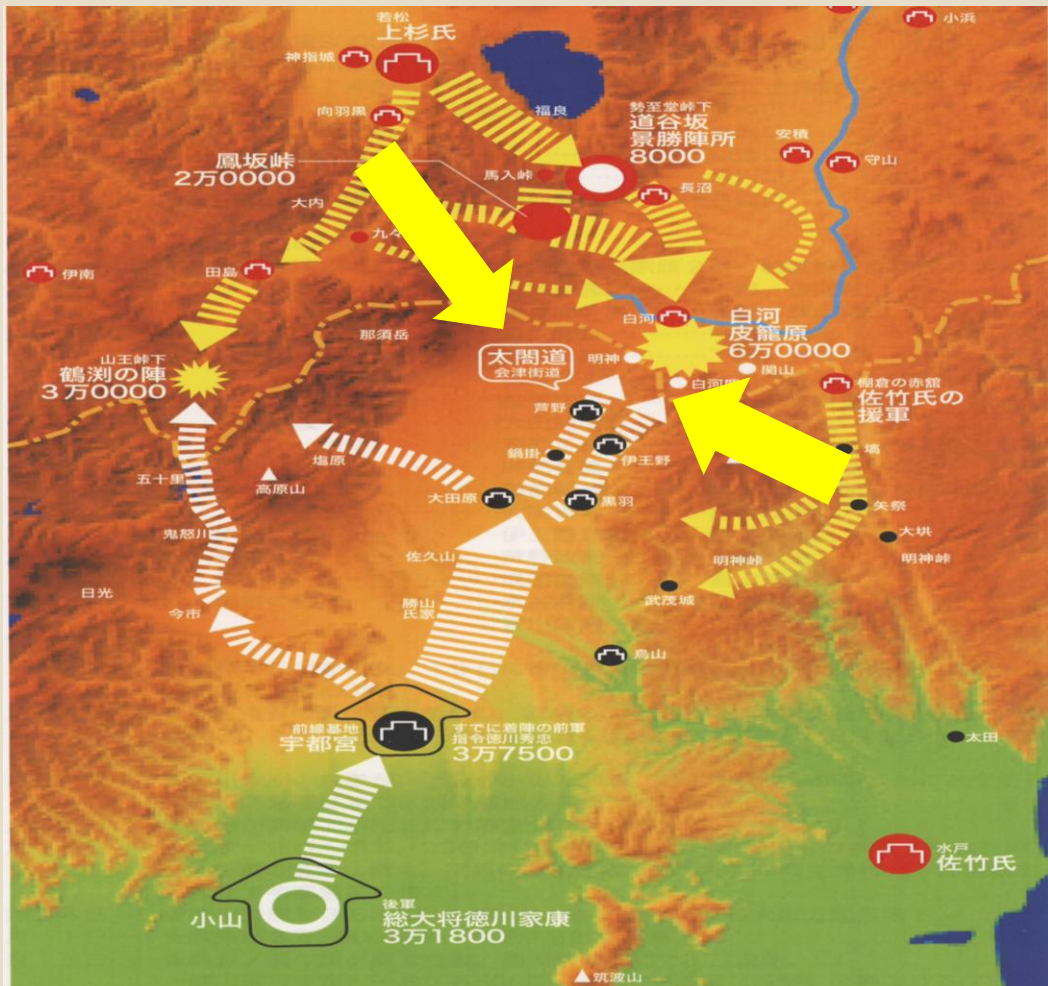 小浜
若松
上杉氏
神指城
向羽黒
福良
勢至堂峠下
道谷坂
景勝陣所
8000
安積
守山
鳳坂峠
2万0000
馬入峠
長沼
大内
九々
伊南
田島
白河
白河
皮籠原
6万0000
那須岳
明神
太閤道
会津街道
関山
山王峠下
鶴渕の陣
3万0000
棚倉の赤舘
佐竹氏の
援軍
芦野
鍋掛
伊王野
塙
塩原
五十里
高原山
大田原
黒羽
矢祭
大垬
明神峠
明神峠
鬼怒川
佐久山
日光
今市
勝山
氏家
武茂城
烏山
前線基地
宇都宮
すでに着陣の前軍
指令徳川秀忠
3万7500
太田
水戸
佐竹氏
小山
後軍
総大将徳川家康
3万1800
筑波山